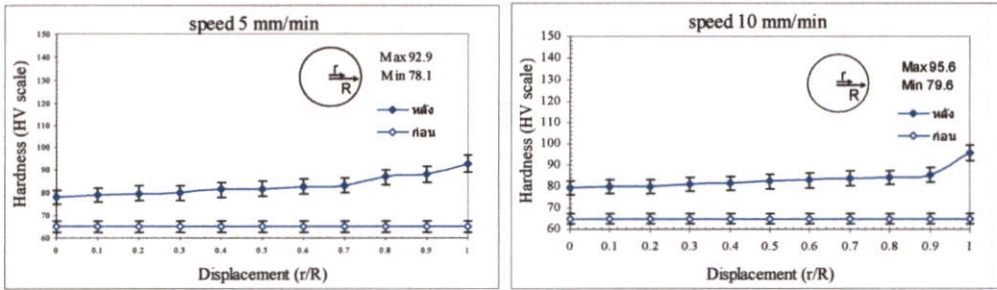 speed 5 mm/min
150
140
130
120
110
100
90
80
70
60
Hardness (HV scale)
r
R
Max 92.9
Min 78.1
หลัง
ก่อน
0 0.1 0.2 0.3 0.4 0.5 0.6 0.7 0.8 0.9 1
Displacement (r/R)
speed 10 mm/min
150
140
130
120
110
100
90
80
70
60
Hardness (HV scale)
r
R
Max 95.6
Min 79.6
หลัง
ก่อน
0 0.1 0.2 0.3 0.4 0.5 0.6 0.7 0.8 0.9 1
Displacement (r/R)